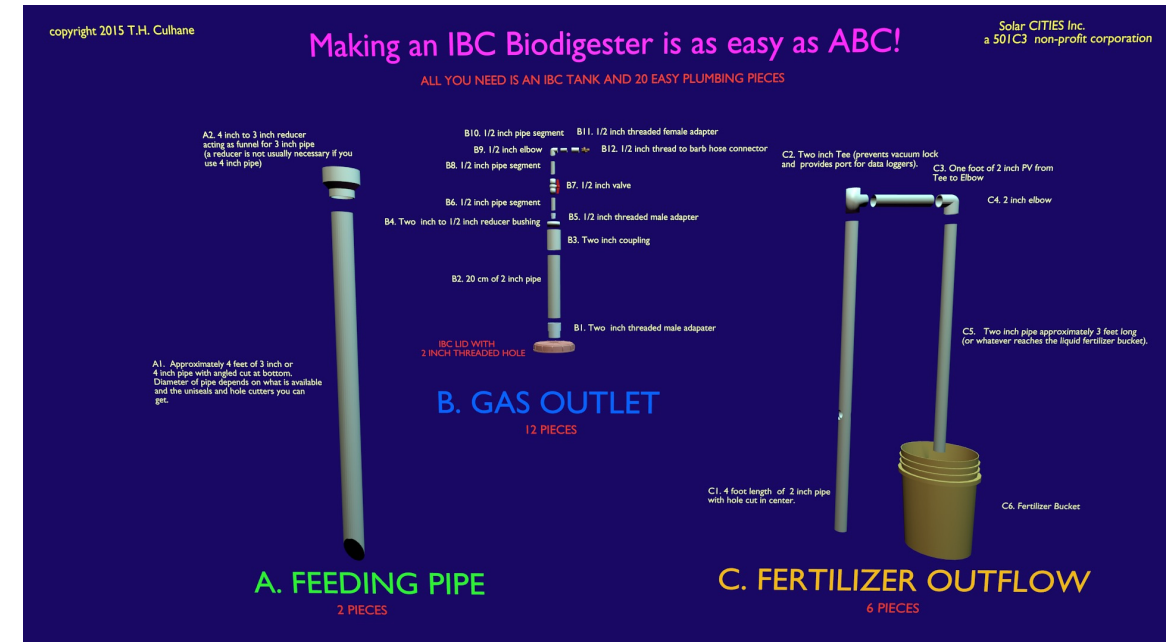 copyright 2015 T.H. Culhane
Solar CITIES Inc.
a 501C3 non-profit corporation
Making an IBC Biodigester is as easy as ABC!
ALL YOU NEED IS AN IBC TANK AND 20 EASY PLUMBING PIECES
A2. 4 inch to 3 inch reducer
acting as funnel for 3 inch pipe
(a reducer is not usually necessary if you
use 4 inch pipe)
A1. Approximately 4 feet of 3 inch or
4 inch pipe with angled cut at bottom.
Diameter of pipe depends on what is available
and the uniseals and hole cutters you can
get.
A. FEEDING PIPE
2 PIECES
B10. 1/2 inch pipe segment
B11. 1/2 inch threaded female adapter
B9. 1/2 inch elbow
B12. 1/2 inch thread to barb hose connector
B8. 1/2 inch pipe segment
B7. 1/2 inch valve
B6. 1/2 inch pipe segment
B5. 1/2 inch threaded male adapter
B4. Two inch to 1/2 inch reducer bushing
B3. Two inch coupling
B2. 20 cm of 2 inch pipe
B1. Two inch threaded male adapater
IBC LID WITH
2 INCH THREADED HOLE
B. GAS OUTLET
12 PIECES
C2. Two inch Tee (prevents vacuum lock
and provides port for data loggers).
C3. One foot of 2 inch PV from
Tee to Elbow
C4. 2 inch elbow
C5. Two inch pipe approximately 3 feet long
(or whatever reaches the liquid fertilizer bucket).
C1. 4 foot length of 2 inch pipe
with hole cut in center.
C6. Fertilizer Bucket
C. FERTILIZER OUTFLOW
6 PIECES